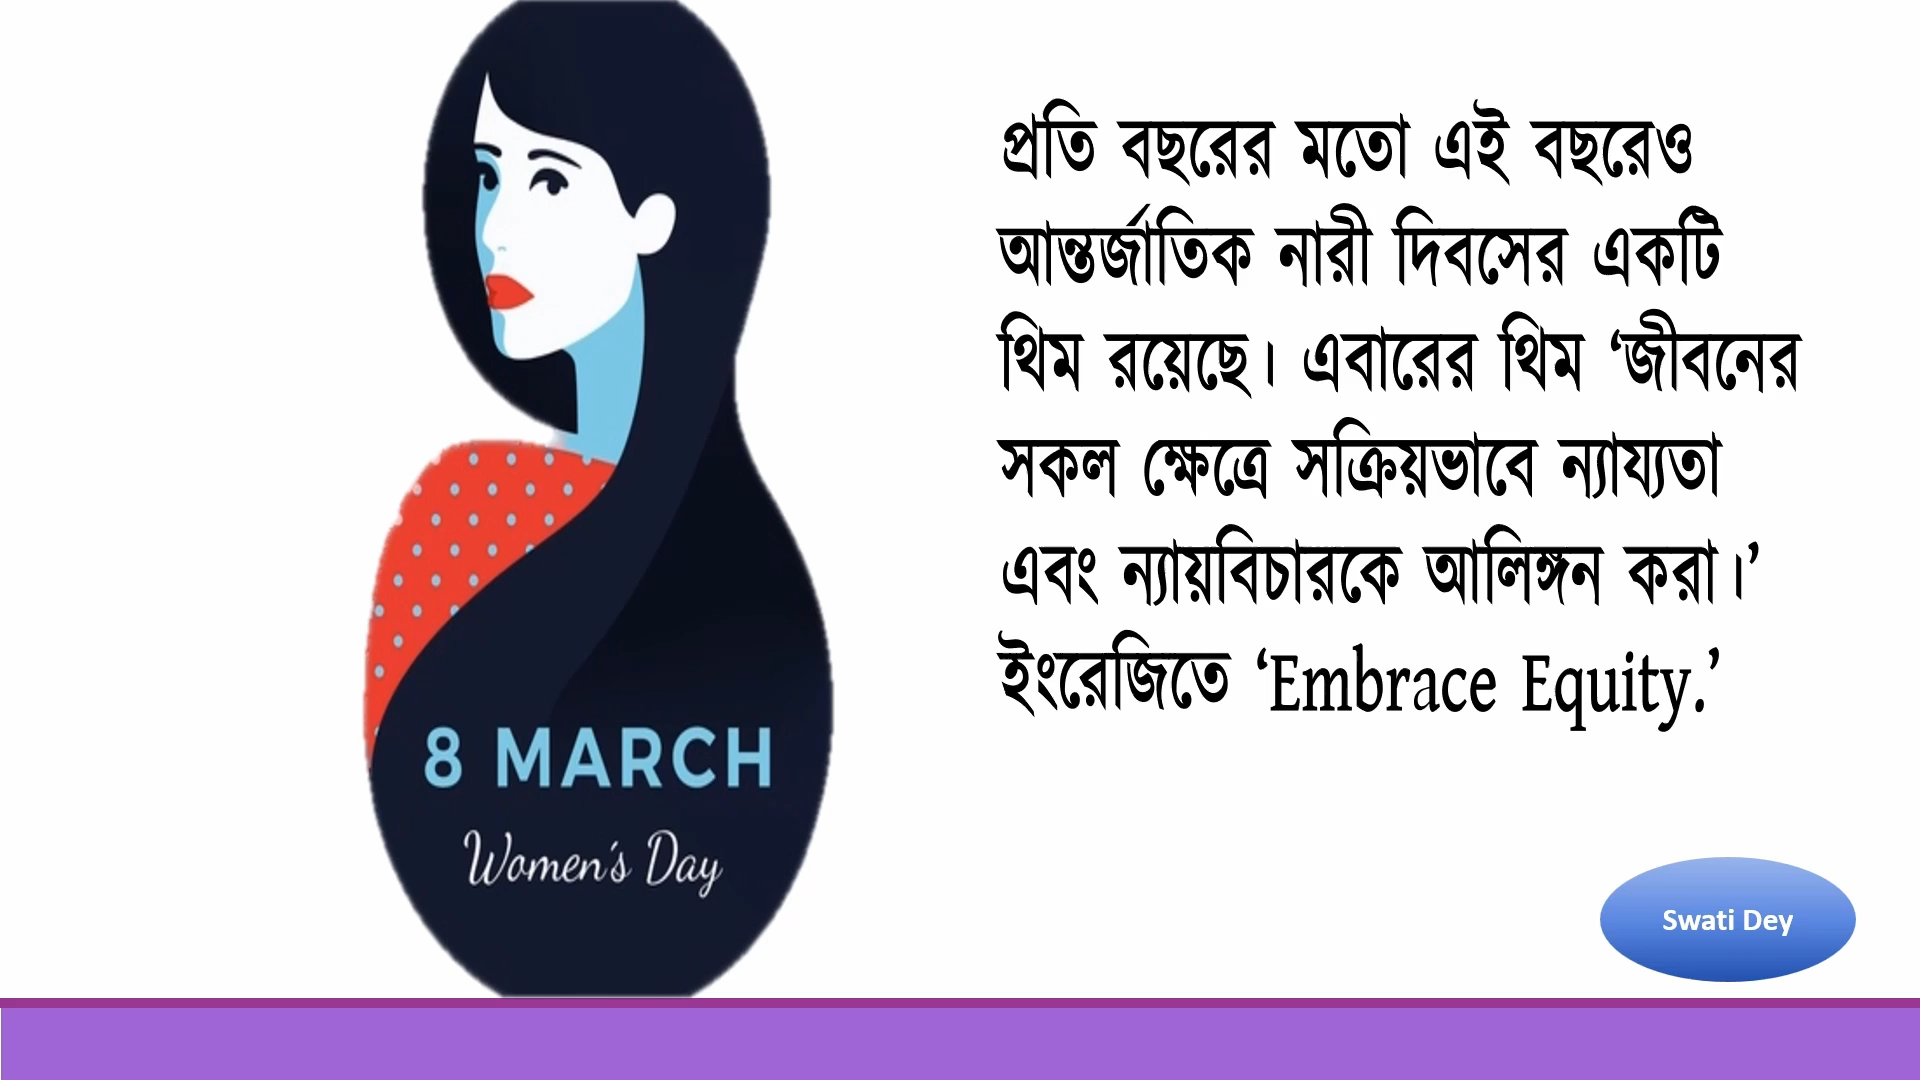 8 MARCH
Women's Day
প্রতি বছরের মতো এই বছরেও
আন্তর্জাতিক নারী দিবসের একটি
থিম রয়েছে। এবারের থিম ‘জীবনের
সকল ক্ষেত্রে সক্রিয়ভাবে ন্যায্যতা
এবং ন্যায়বিচারকে আলিঙ্গন করা।’
ইংরেজিতে ‘Embrace Equity.’
Swati Dey